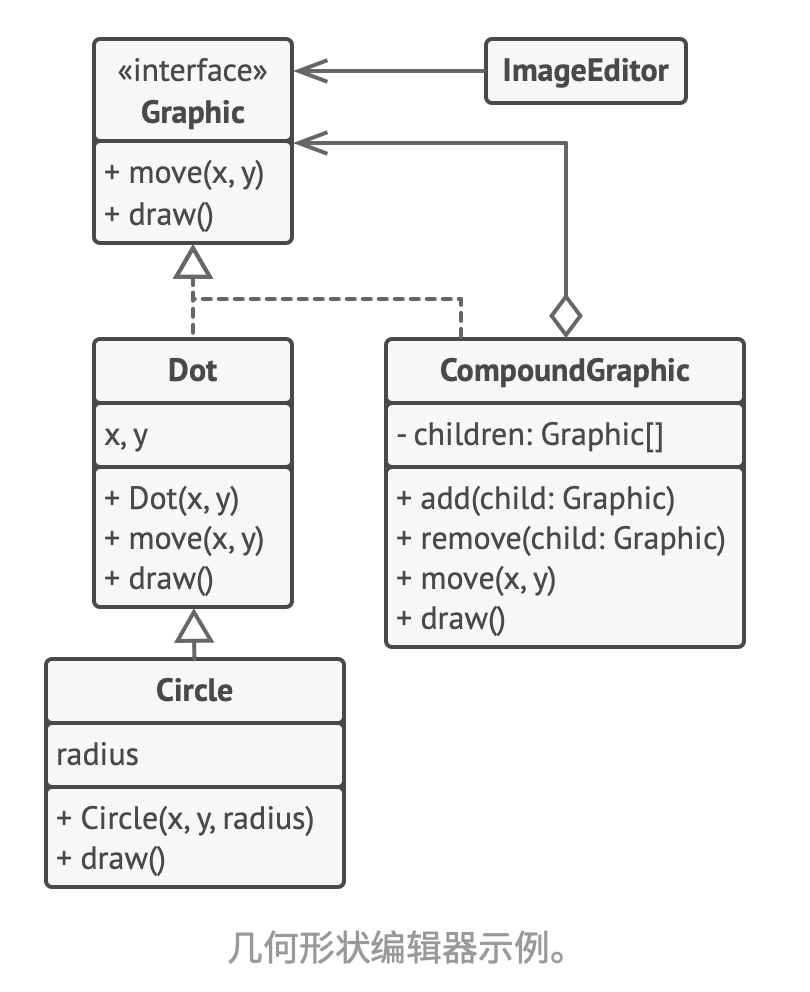 «interface»
Graphic
+ move(x, y)
+ draw()
ImageEditor
Dot
x, y
+ Dot(x, y)
+ move(x, y)
+ draw()
CompoundGraphic
- children: Graphic[]
+ add(child: Graphic)
+ remove(child: Graphic)
+ move(x, y)
+ draw()
Circle
radius
+ Circle(x, y, radius)
+ draw()
几何形状编辑器示例。